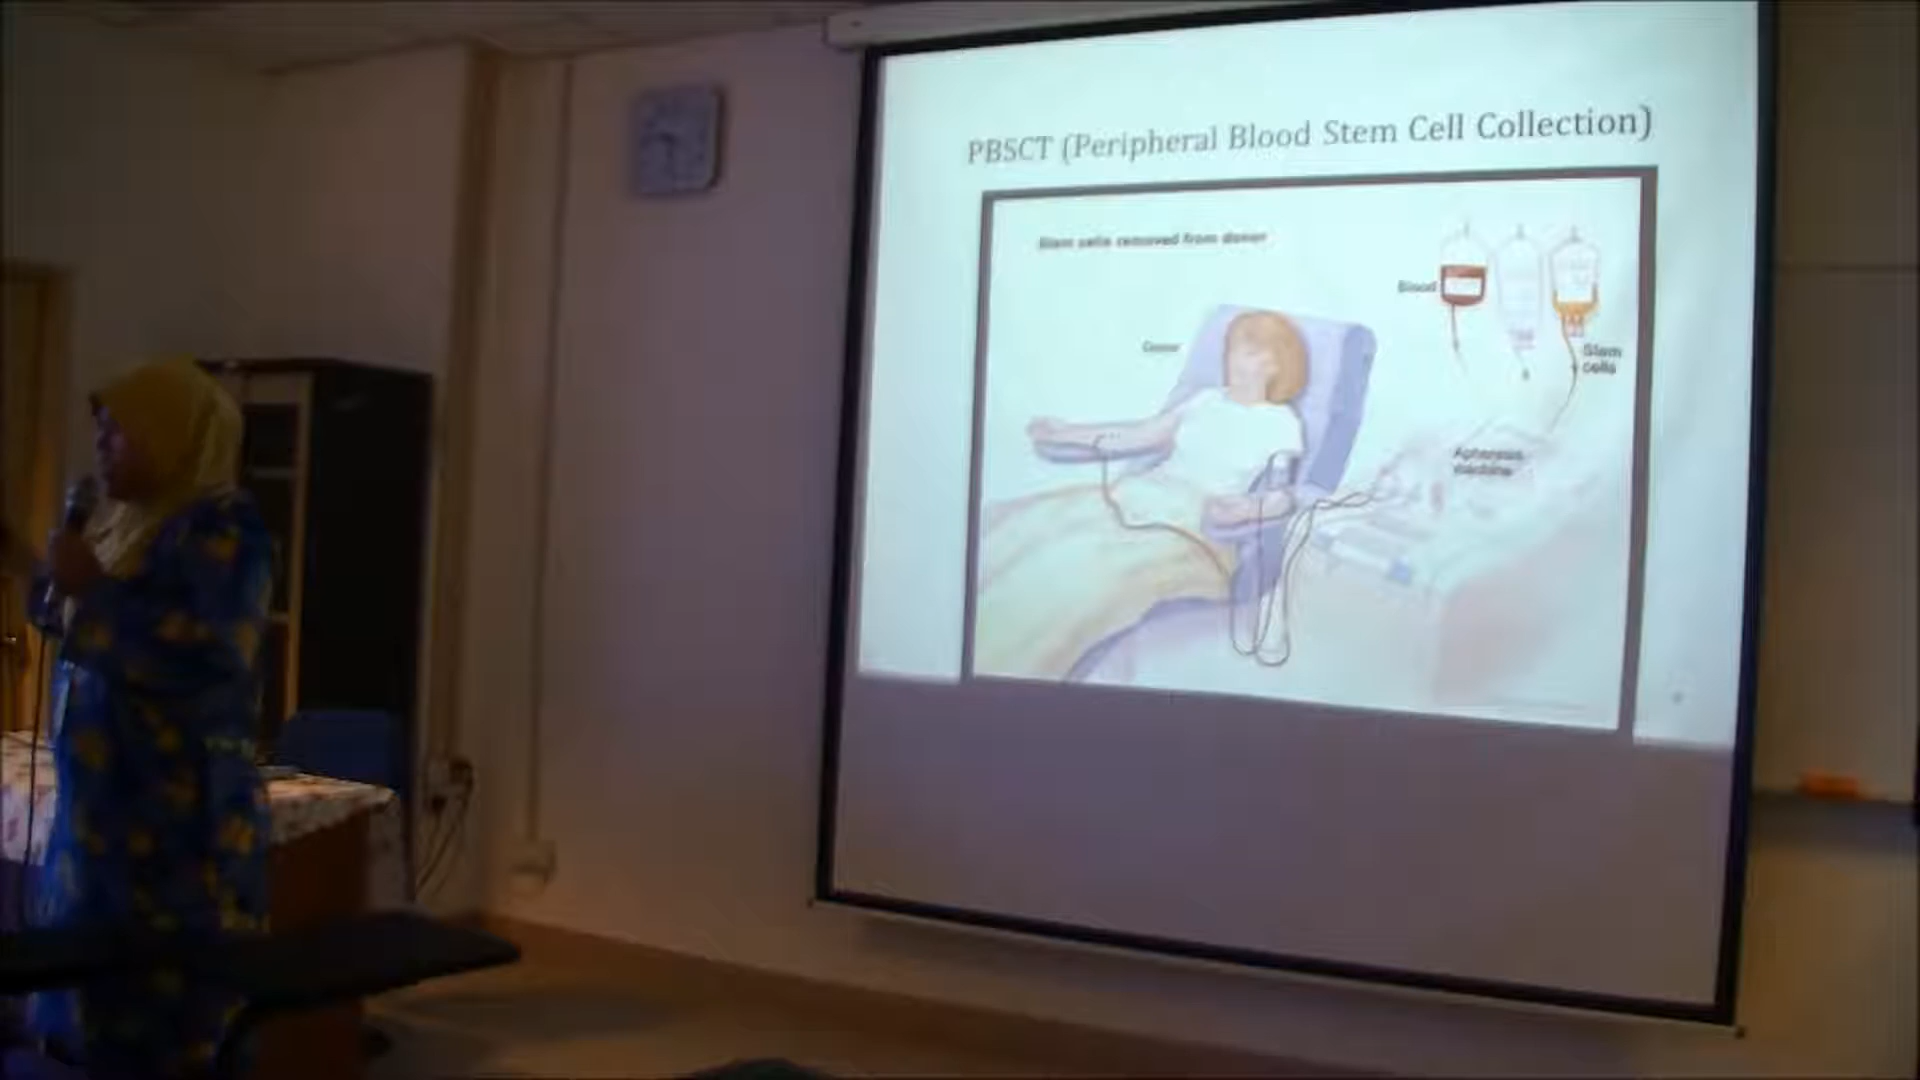 PBSCT (Peripheral Blood Stem Cell Collection)
Stem cells removed from donor
Blood
Donor
Stem
cells
Apheresis
machine